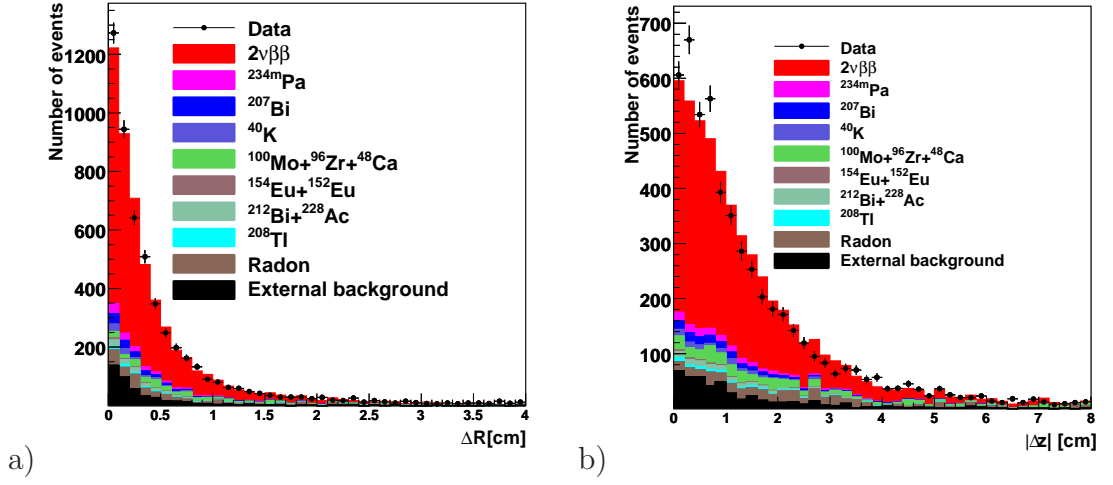 Number of events
1200
1000
800
600
400
200
0 0.5 1 1.5 2 2.5 3 3.5 4
ΔR[cm]
Data
2νββ
²³⁴ᵐPa
²⁰⁷Bi
⁴⁰K
¹⁰⁰Mo+⁹⁶Zr+⁴⁸Ca
¹⁵⁴Eu+¹⁵²Eu
²¹²Bi+²²⁸Ac
²⁰⁸Tl
Radon
External background
a)
Number of events
700
600
500
400
300
200
100
0 1 2 3 4 5 6 7 8
|Δz| [cm]
Data
2νββ
²³⁴ᵐPa
²⁰⁷Bi
⁴⁰K
¹⁰⁰Mo+⁹⁶Zr+⁴⁸Ca
¹⁵⁴Eu+¹⁵²Eu
²¹²Bi+²²⁸Ac
²⁰⁸Tl
Radon
External background
b)